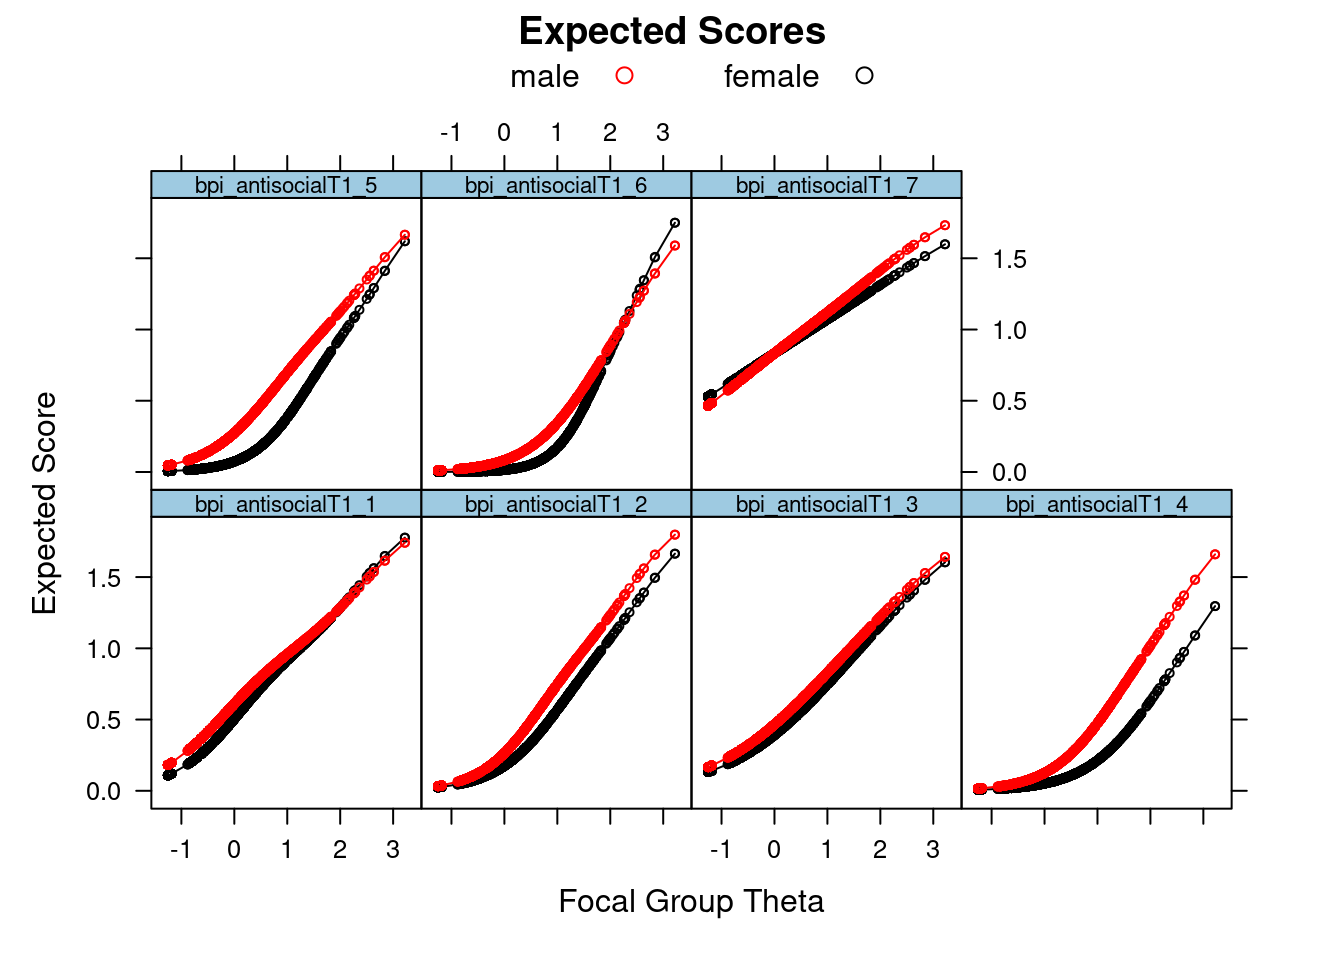 Expected Scores
male female
-1 0 1 2 3
bpi_antisocialT1_5 bpi_antisocialT1_6 bpi_antisocialT1_7
1.5
1.0
0.5
0.0
Expected Score
bpi_antisocialT1_1 bpi_antisocialT1_2 bpi_antisocialT1_3 bpi_antisocialT1_4
1.5
1.0
0.5
0.0
-1 0 1 2 3 -1 0 1 2 3
Focal Group Theta